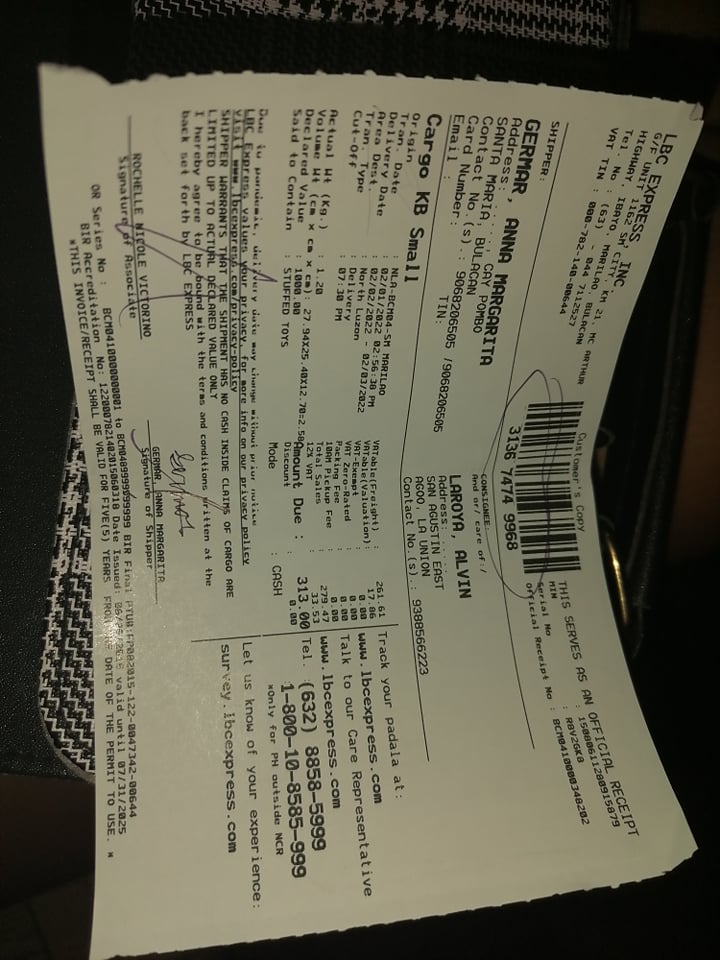 LBC EXPRESS, INC.
G/F UNIT 1162 SM CITY, KM 21, MC ARTHUR
HIGHWAY, IBAYO, MARILAO, BULACAN
Tel. No : (63) - 044 7112527
VAT TIN : 000-782-140-00644
Customer's Copy
3136 7474 9968
THIS SERVES AS AN OFFICIAL RECEIPT
MIN : 15080611280915879
Serial No : R8V2GK8
Official Receipt No : BCM0410000348202
SHIPPER:
GERMAR, ANNA MARGARITA
Address: ....., CAY POMBO
SANTA MARIA, BULACAN
Contact No.(s).: 9068206505 /9068206505
Card Number: TIN:
Email :
CONSIGNEE:
And or/ care of:/
LAROYA, ALVIN
Address: .....
SAN AGUSTIN EAST
AGOO, LA UNION
Contact No.(s).: 9388566223
Cargo KB Small
Origin : NLA-BCM04-SM MARILAO
Tran. Date : 02/01/2022 02:56:38 PM
Delivery Date : 02/02/2022 - 02/03/2022
Area Dest. : North Luzon
Tran. Type : Delivery
Cut-Off : 07:30 PM
Actual Wt (Kg.) : 1.20
Volume Wt (cm x cm x cm): 27.94X25.40X12.70=2.58
Declared Value : 1000.00
Said to Contain : STUFFED TOYS
VATable(Freight) : 261.61
VATable(Valuation): 17.86
VAT-Exempt : 0.00
VAT Zero-Rated : 0.00
Packing Fee : 0.00
10AM Pickup Fee : 0.00
Total Sales : 279.47
12% VAT : 33.53
Amount Due : 313.00
Discount : 0.00
Mode : CASH
Track your padala at:
www.lbcexpress.com
Talk to our Care Representative
www.lbcexpress.com
Tel. (632) 8858-5999
1-800-10-8585-999
*Only for PH outside NCR
Let us know of your experience:
survey.lbcexpress.com
Due to pandemic, delivery date may change without prior notice
LBC Express values your privacy, for more info on our privacy policy
visit www.lbcexpress.com/privacy-policy
SHIPPER WARRANTS THAT THE SHIPMENT HAS NO CASH INSIDE CLAIMS OF CARGO ARE
LIMITED UP TO ACTUAL DECLARED VALUE ONLY
I hereby agree to be bound with the terms and conditions written at the
back set forth by LBC EXPRESS
Germar
ROCHELLE NICOLE VICTORINO
Signature of Associate
GERMAR, ANNA MARGARITA
Signature of Shipper
OR Series No : BCM0410000000001 to BCM0489999999999 BIR Final PTU#:FP082015-122-0047342-00644
BIR Accreditation No: 1220007821402015060318 Date Issued: valid until 07/31/2025
*THIS INVOICE/RECEIPT SHALL BE VALID FOR FIVE(5) YEARS FROM THE DATE OF THE PERMIT TO USE. *